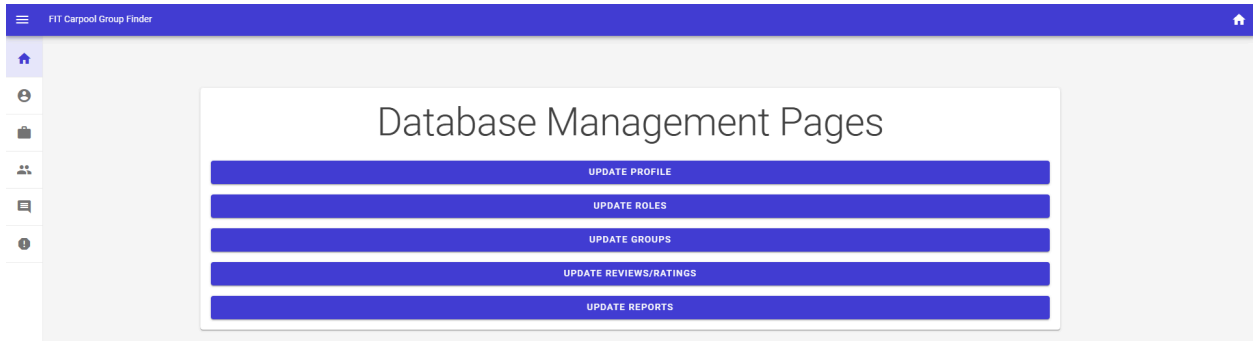 FIT Carpool Group Finder
Database Management Pages
UPDATE PROFILE
UPDATE ROLES
UPDATE GROUPS
UPDATE REVIEWS/RATINGS
UPDATE REPORTS